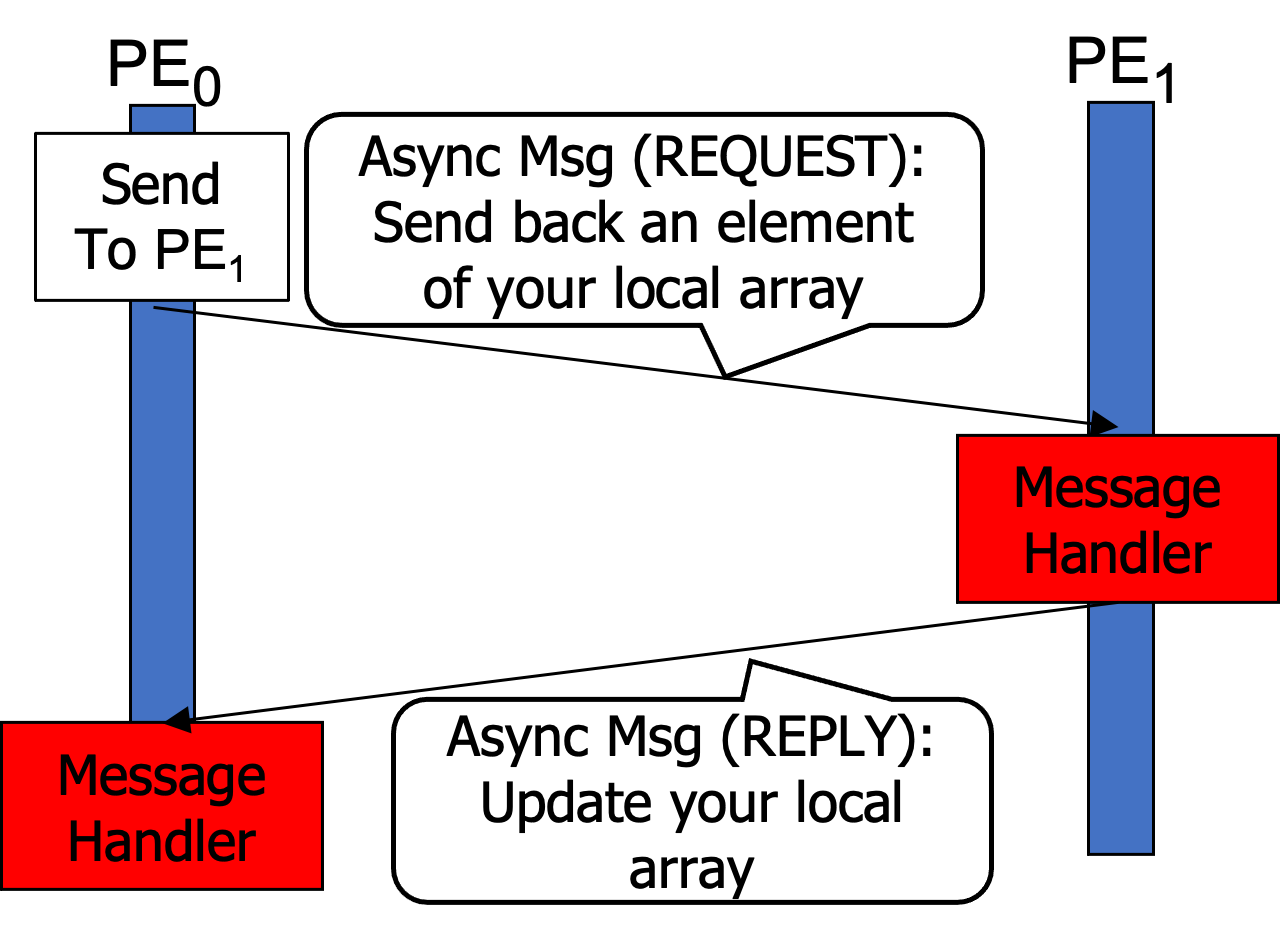 PE₀
PE₁
Send
To PE₁
Async Msg (REQUEST):
Send back an element
of your local array
Message
Handler
Async Msg (REPLY):
Update your local
array
Message
Handler